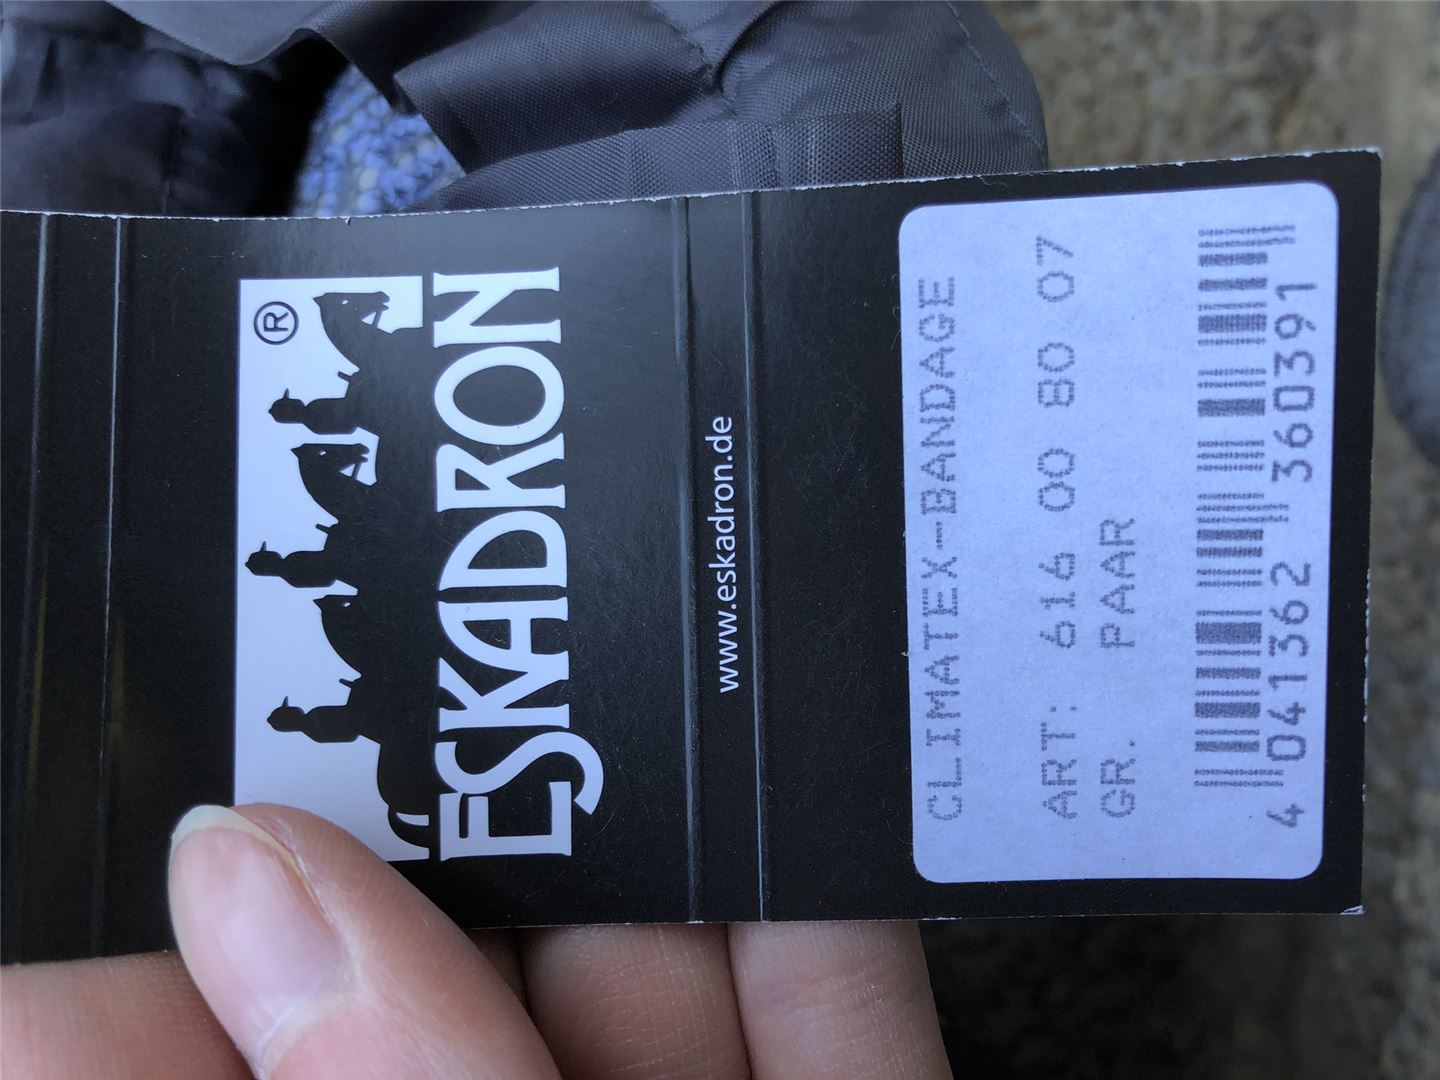 ®
ESKADRON
www.eskadron.de
CLIMATEX-BANDAGE
ART: 616 00 80 07
GR. PAAR
4 041362 360391